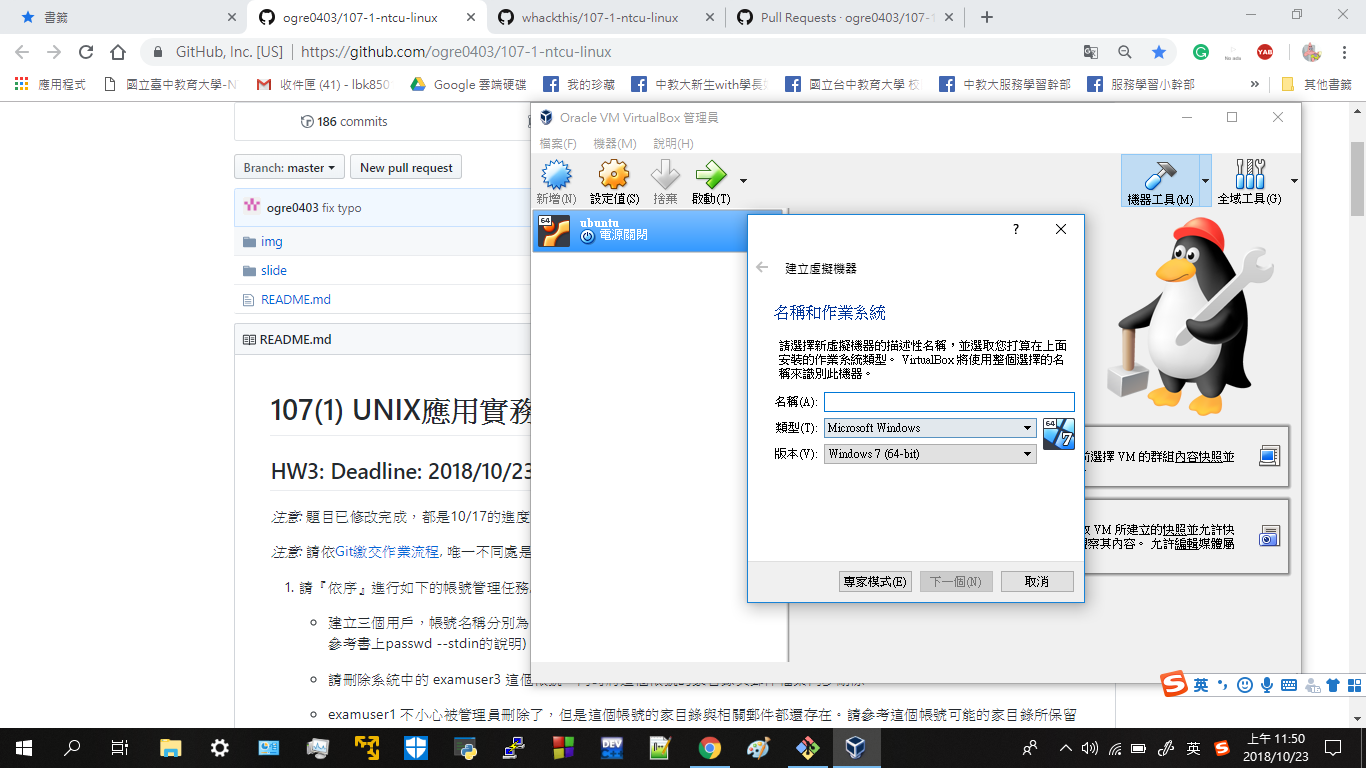 書籤
ogre0403/107-1-ntcu-linux
whackthis/107-1-ntcu-linux
Pull Requests · ogre0403/107-1
GitHub, Inc. [US]
https://github.com/ogre0403/107-1-ntcu-linux
應用程式
國立臺中教育大學-N
收件匣 (41) - lbk850
Google 雲端硬碟
我的珍藏
中教大新生with學長
國立台中教育大學 校
中教大服務學習幹部
服務學習小幹部
»
其他書籤
186 commits
Branch: master
New pull request
ogre0403 fix typo
img
slide
README.md
README.md
107(1) UNIX應用實務
HW3: Deadline: 2018/10/23
注意: 題目已修改完成，都是10/17的進度
注意: 請依Git繳交作業流程, 唯一不同處是
1. 請『依序』進行如下的帳號管理任務
建立三個用戶，帳號名稱分別為
參考書上passwd --stdin的說明)
請刪除系統中的 examuser3 這個
examuser1 不小心被管理員刪除了，但是這個帳號的家目錄與相關郵件都還存在。請參考這個帳號可能的家目錄所保留
Oracle VM VirtualBox 管理員
檔案(F)
機器(M)
說明(H)
新增(N)
設定值(S)
捨棄
啟動(T)
機器工具(M)
全域工具(G)
64
ubuntu
電源關閉
?
建立虛擬機器
名稱和作業系統
請選擇新虛擬機器的描述性名稱，並選取您打算在上面
安裝的作業系統類型。 VirtualBox 將使用整個選擇的名
稱來識別此機器。
名稱(A):
類型(T):
Microsoft Windows
64
7
版本(V):
Windows 7 (64-bit)
專家模式(E)
下一個(N)
取消
選擇 VM 的群組內容快照並
VM 所建立的快照並允許快
察其內容。 允許編輯媒體屬
英
DEV
英
上午 11:50
2018/10/23